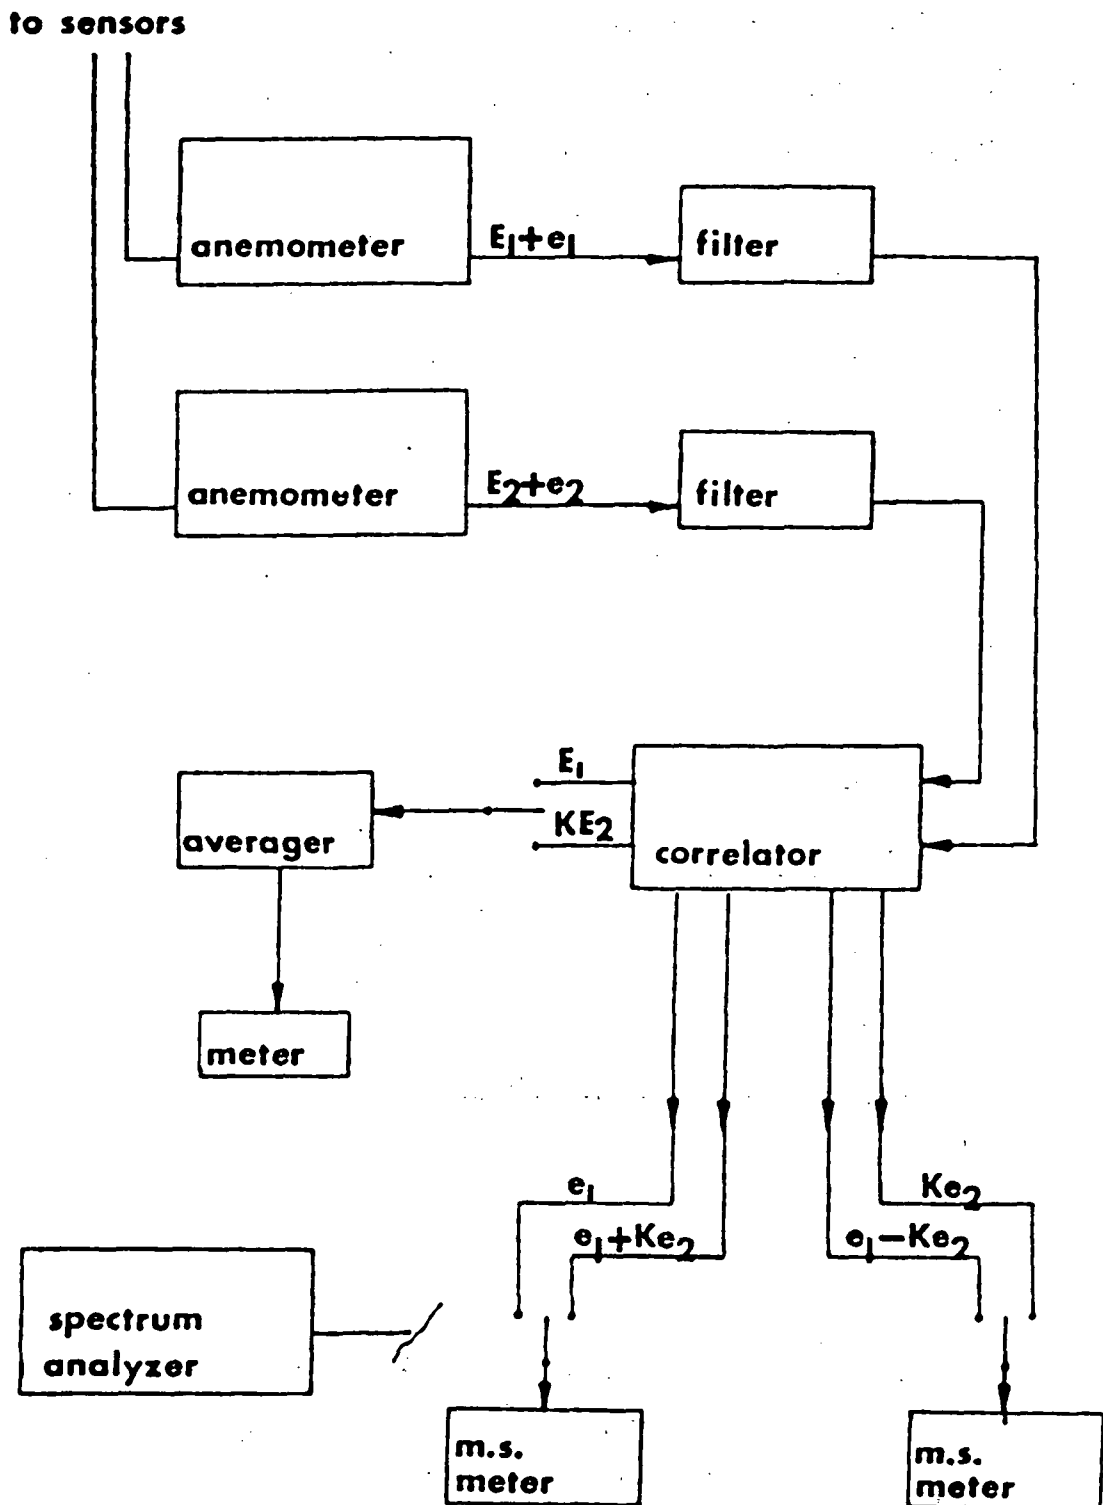 to sensors
anemometer
E₁+e₁
filter
anemometer
E₂+e₂
filter
E₁
KE₂
averager
correlator
meter
e₁
Ke₂
e₁+Ke₂
e₁−Ke₂
spectrum
analyzer
m.s.
meter
m.s.
meter